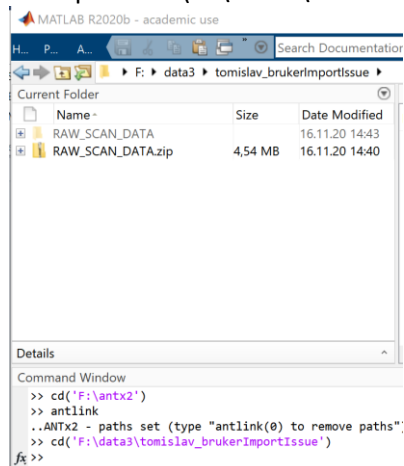 MATLAB R2020b - academic use
H... P... A... Search Documentation
F: ▸ data3 ▸ tomislav_brukerImportIssue ▸
Current Folder
Name Size Date Modified
RAW_SCAN_DATA 16.11.20 14:43
RAW_SCAN_DATA.zip 4,54 MB 16.11.20 14:40
Details
Command Window
>> cd('F:\antx2')
>> antlink
..ANTx2 - paths set (type "antlink(0) to remove paths")
>> cd('F:\data3\tomislav_brukerImportIssue')
fx >>